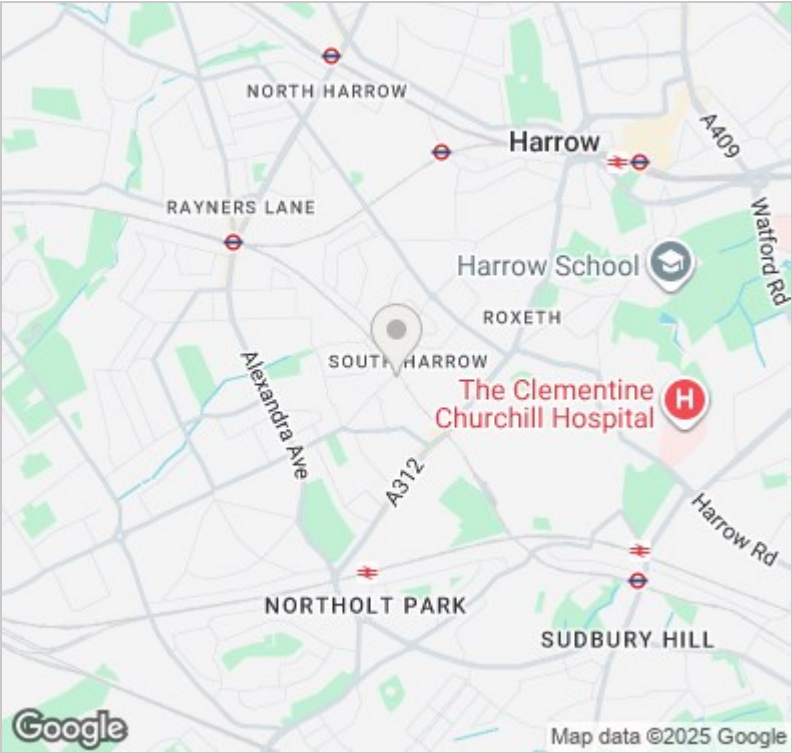 NORTH HARROW
Harrow
A409
RAYNERS LANE
Watford Rd
Harrow School
ROXETH
SOUTH HARROW
The Clementine
Churchill Hospital
H
Alexandra Ave
A312
Harrow Rd
NORTHOLT PARK
SUDBURY HILL
Google
Map data ©2025 Google